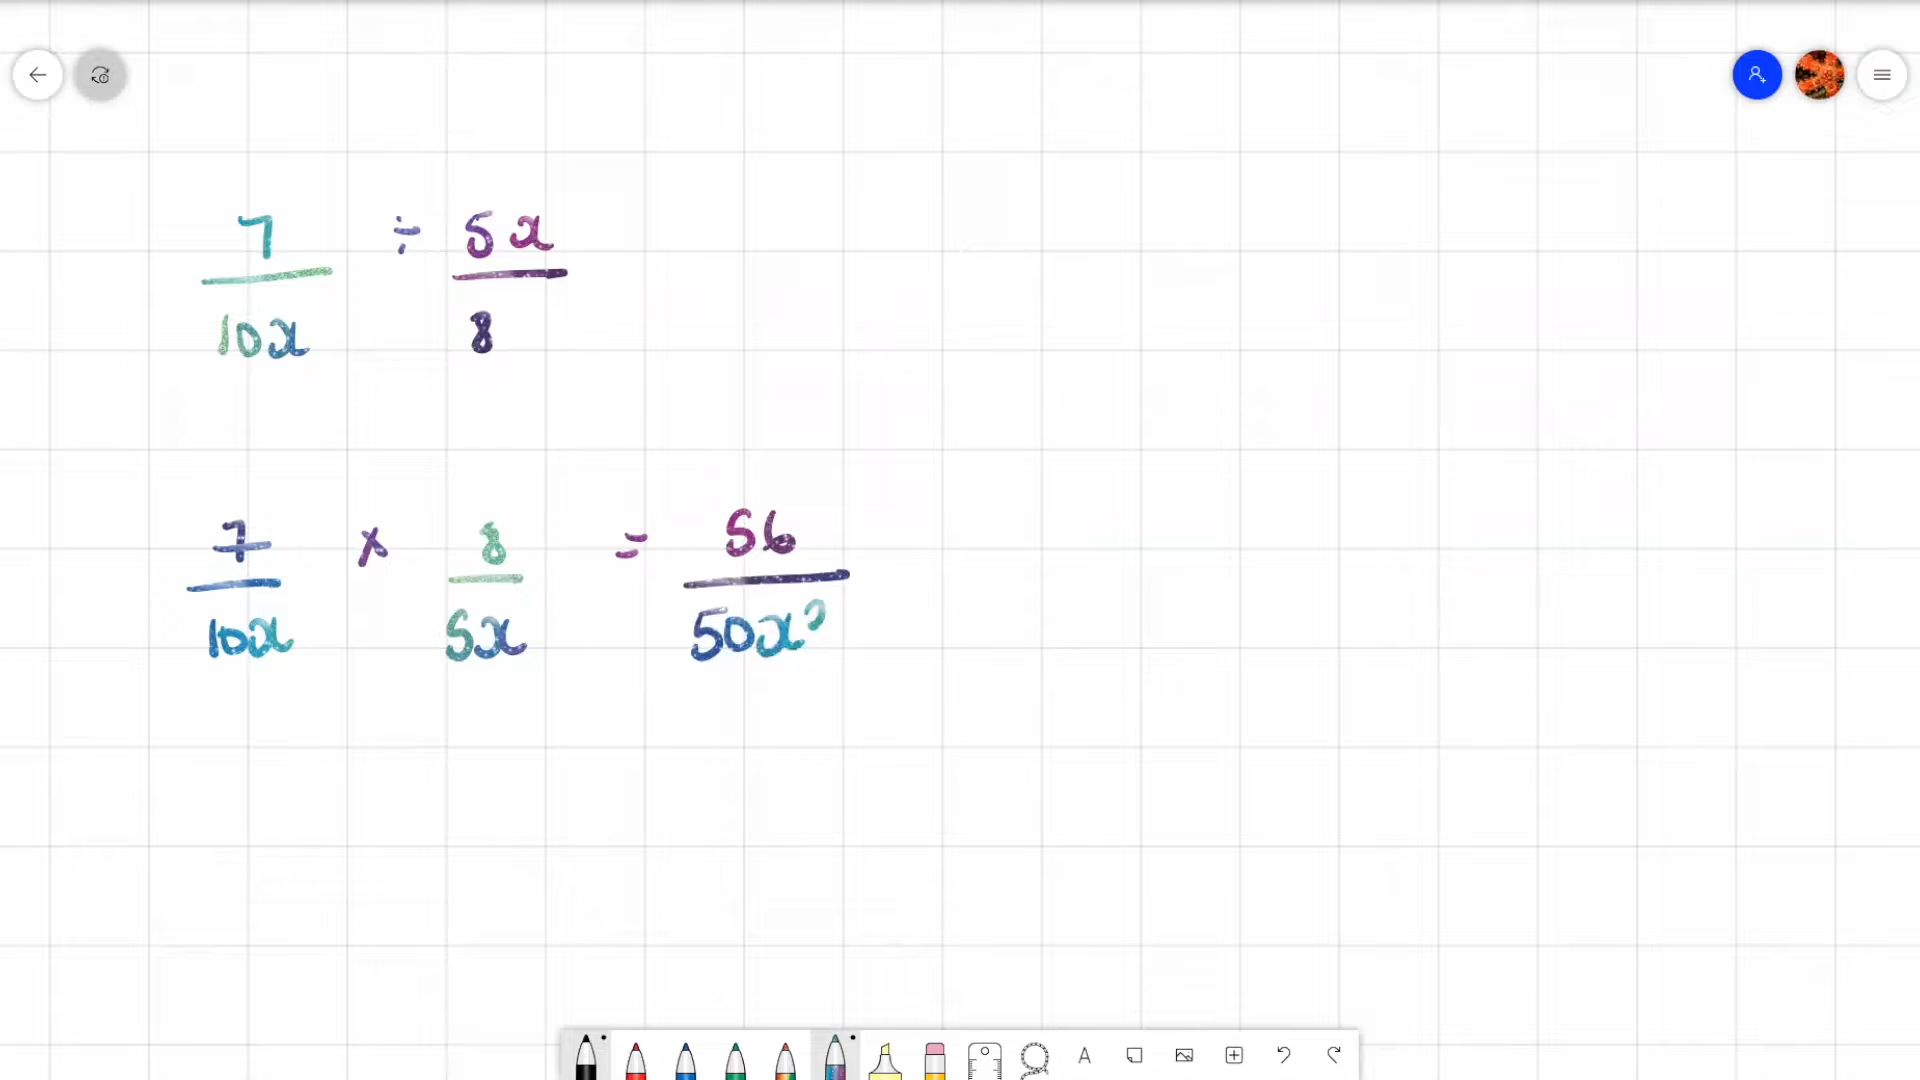 7/10x ÷ 5x/8
7/10x × 8/5x = 56/50x²
A